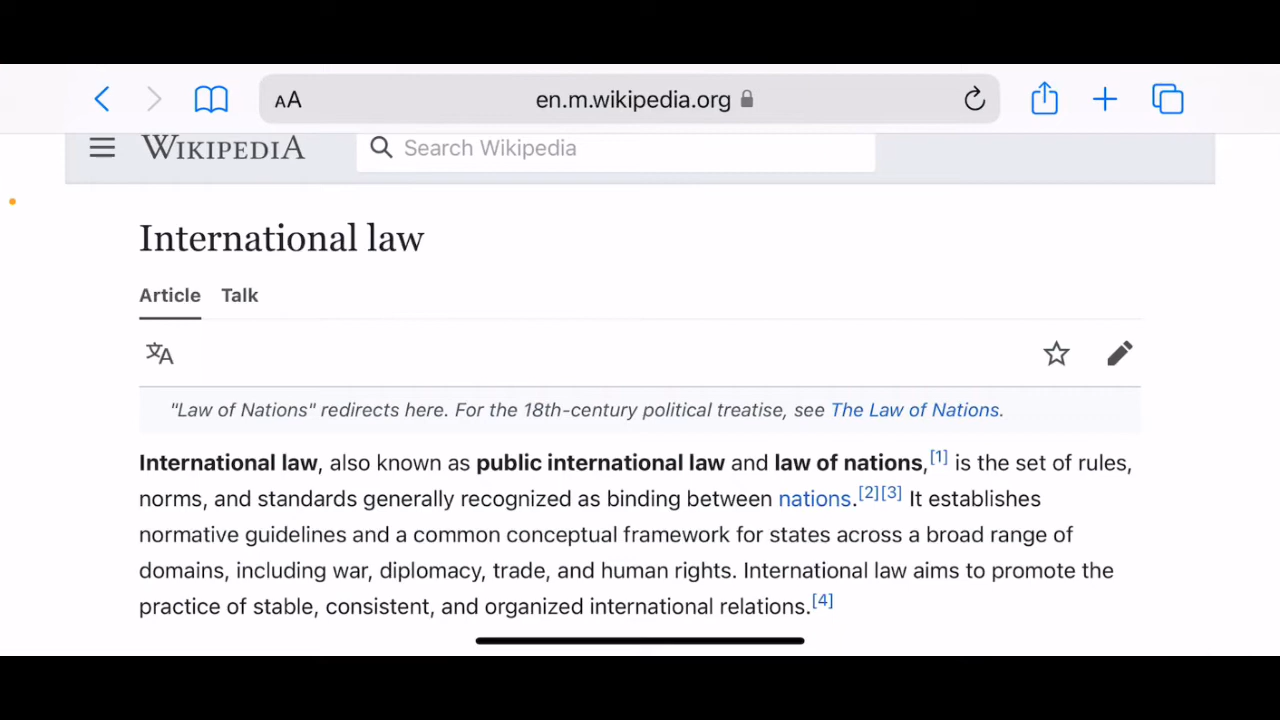 AA en.m.wikipedia.org
WIKIPEDIA Search Wikipedia
International law
Article Talk
文A
"Law of Nations" redirects here. For the 18th-century political treatise, see The Law of Nations.
International law, also known as public international law and law of nations,[1] is the set of rules,
norms, and standards generally recognized as binding between nations.[2][3] It establishes
normative guidelines and a common conceptual framework for states across a broad range of
domains, including war, diplomacy, trade, and human rights. International law aims to promote the
practice of stable, consistent, and organized international relations.[4]